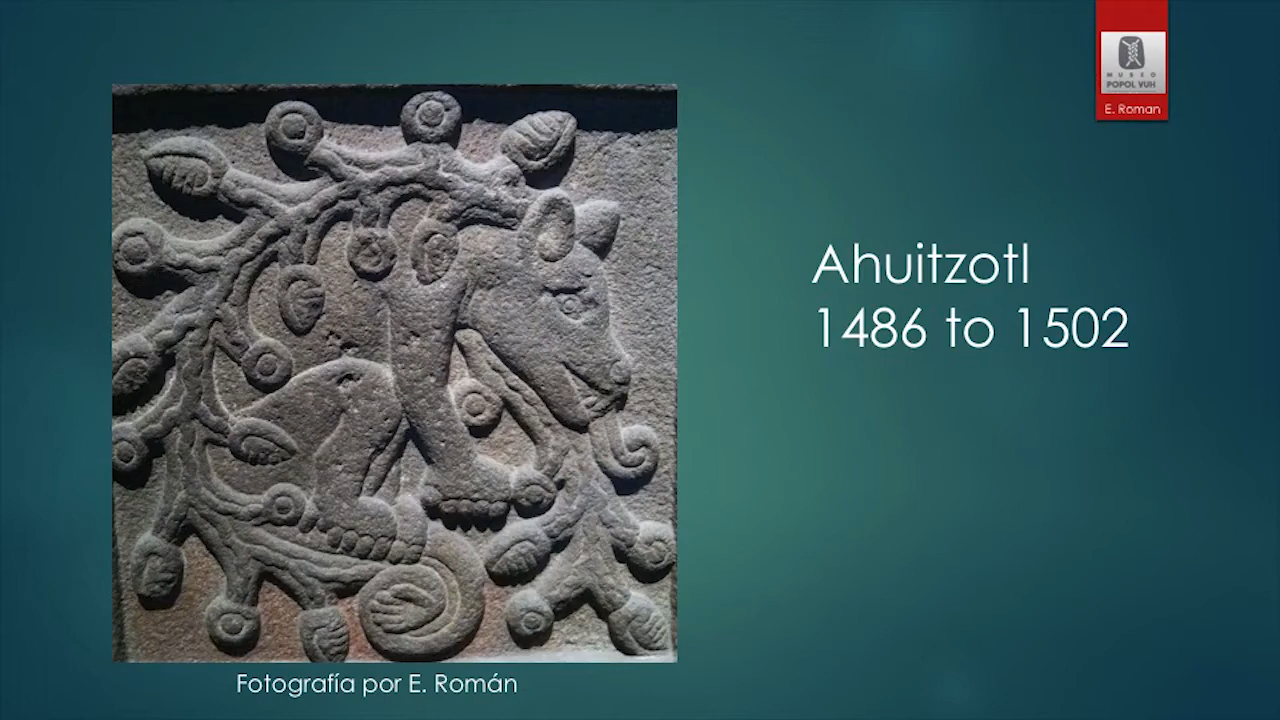 MUSEO
POPOL VUH
E. Roman
Ahuitzotl
1486 to 1502
Fotografía por E. Román